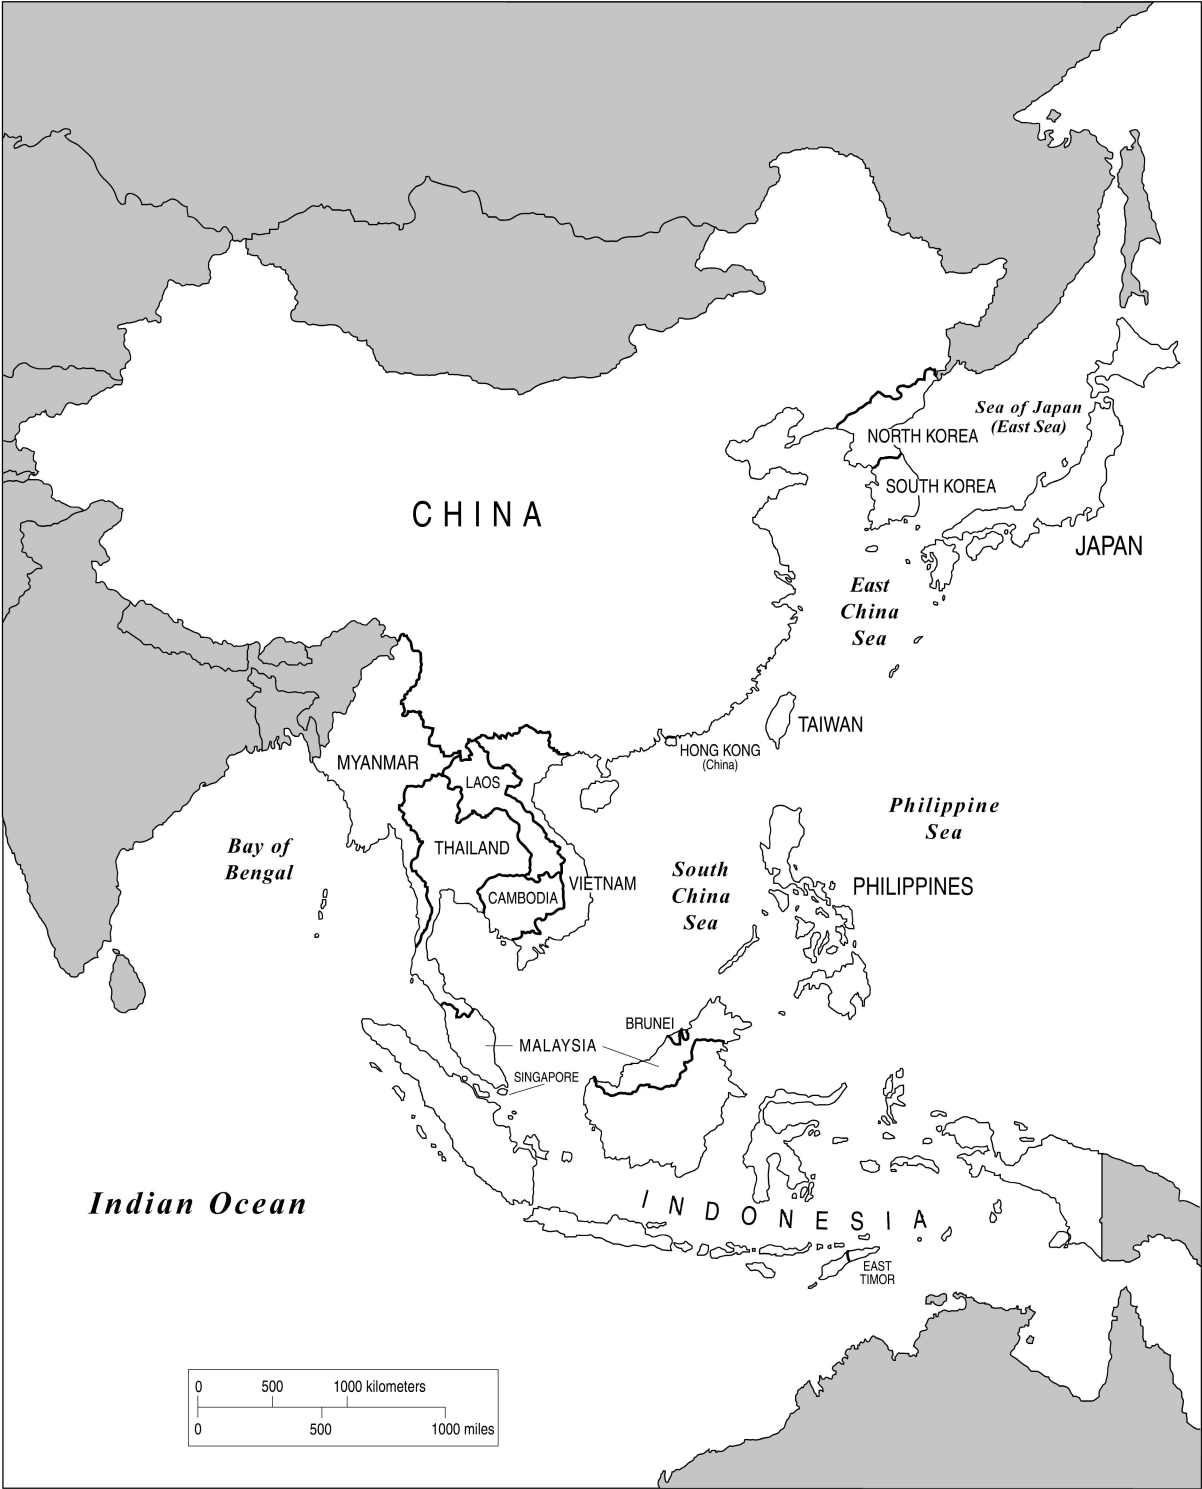 Sea of Japan
(East Sea)
NORTH KOREA
SOUTH KOREA
CHINA
JAPAN
East
China
Sea
TAIWAN
HONG KONG
(China)
MYANMAR
LAOS
Philippine
Sea
Bay of
Bengal
THAILAND
VIETNAM
South
China
Sea
PHILIPPINES
CAMBODIA
BRUNEI
MALAYSIA
SINGAPORE
Indian Ocean
INDONESIA
EAST
TIMOR
0 500 1000 kilometers
0 500 1000 miles